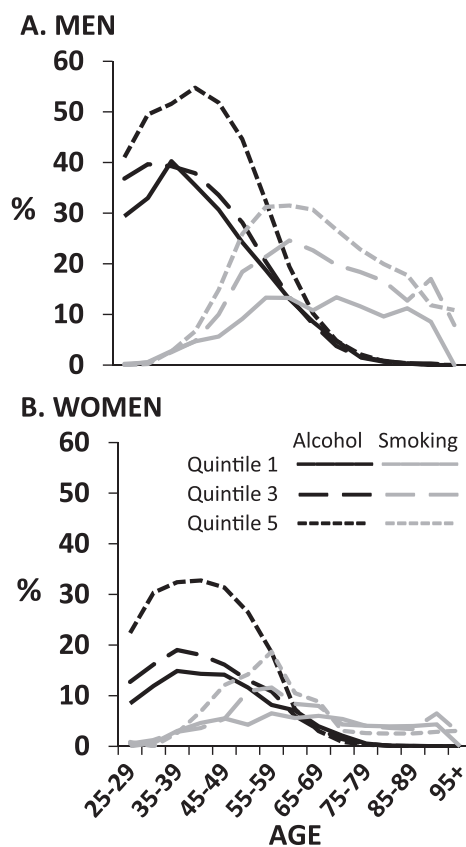 A. MEN
60
50
40
% 30
20
10
0
B. WOMEN
60
Alcohol Smoking
Quintile 1
50
Quintile 3
Quintile 5
40
% 30
20
10
0
25-29 35-39 45-49 55-59 65-69 75-79 85-89 95+
AGE